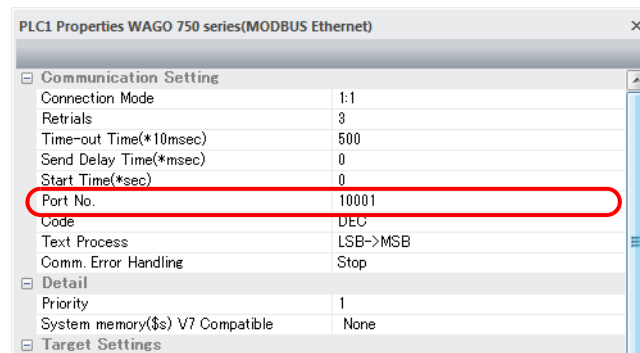 PLC1 Properties WAGO 750 series(MODBUS Ethernet)
Communication Setting
Connection Mode 1:1
Retrials 3
Time-out Time(*10msec) 500
Send Delay Time(*msec) 0
Start Time(*sec) 0
Port No. 10001
Code DEC
Text Process LSB->MSB
Comm. Error Handling Stop
Detail
Priority 1
System memory($s) V7 Compatible None
Target Settings